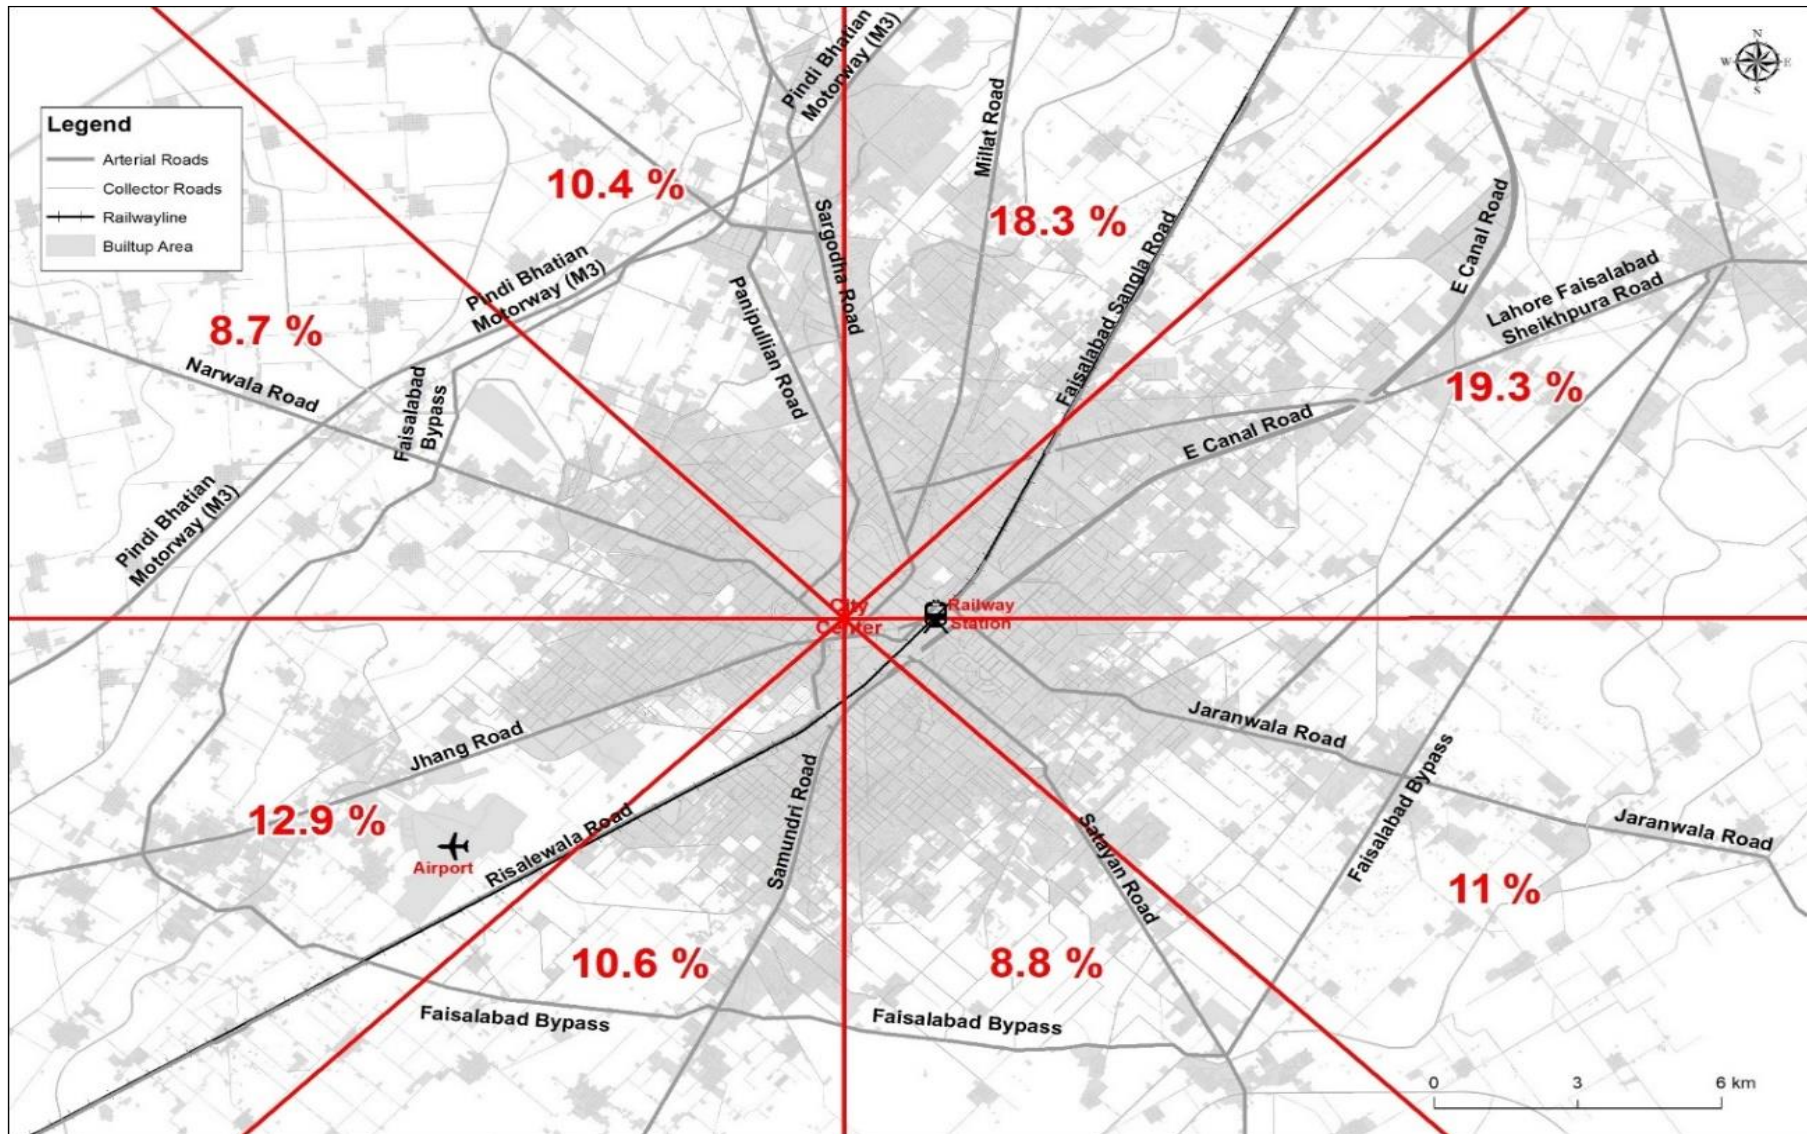 N
W
E
S
Legend
Arterial Roads
Collector Roads
Railwayline
Builtup Area
Pindi Bhatian
Motorway (M3)
Millat Road
10.4 %
18.3 %
Sargodha Road
Faisalabad Sangla Road
E Canal Road
Lahore Faisalabad
Sheikhpura Road
Pindi Bhatian
Motorway (M3)
Panipullian Road
8.7 %
Narwala Road
Faisalabad
Bypass
19.3 %
E Canal Road
Pindi Bhatian
Motorway (M3)
City
Center
Railway
Station
Jhang Road
Jaranwala Road
Faisalabad Bypass
12.9 %
Airport
Risalewala Road
Samundri Road
Satayan Road
Jaranwala Road
11 %
10.6 %
8.8 %
Faisalabad Bypass
Faisalabad Bypass
0 3 6 km